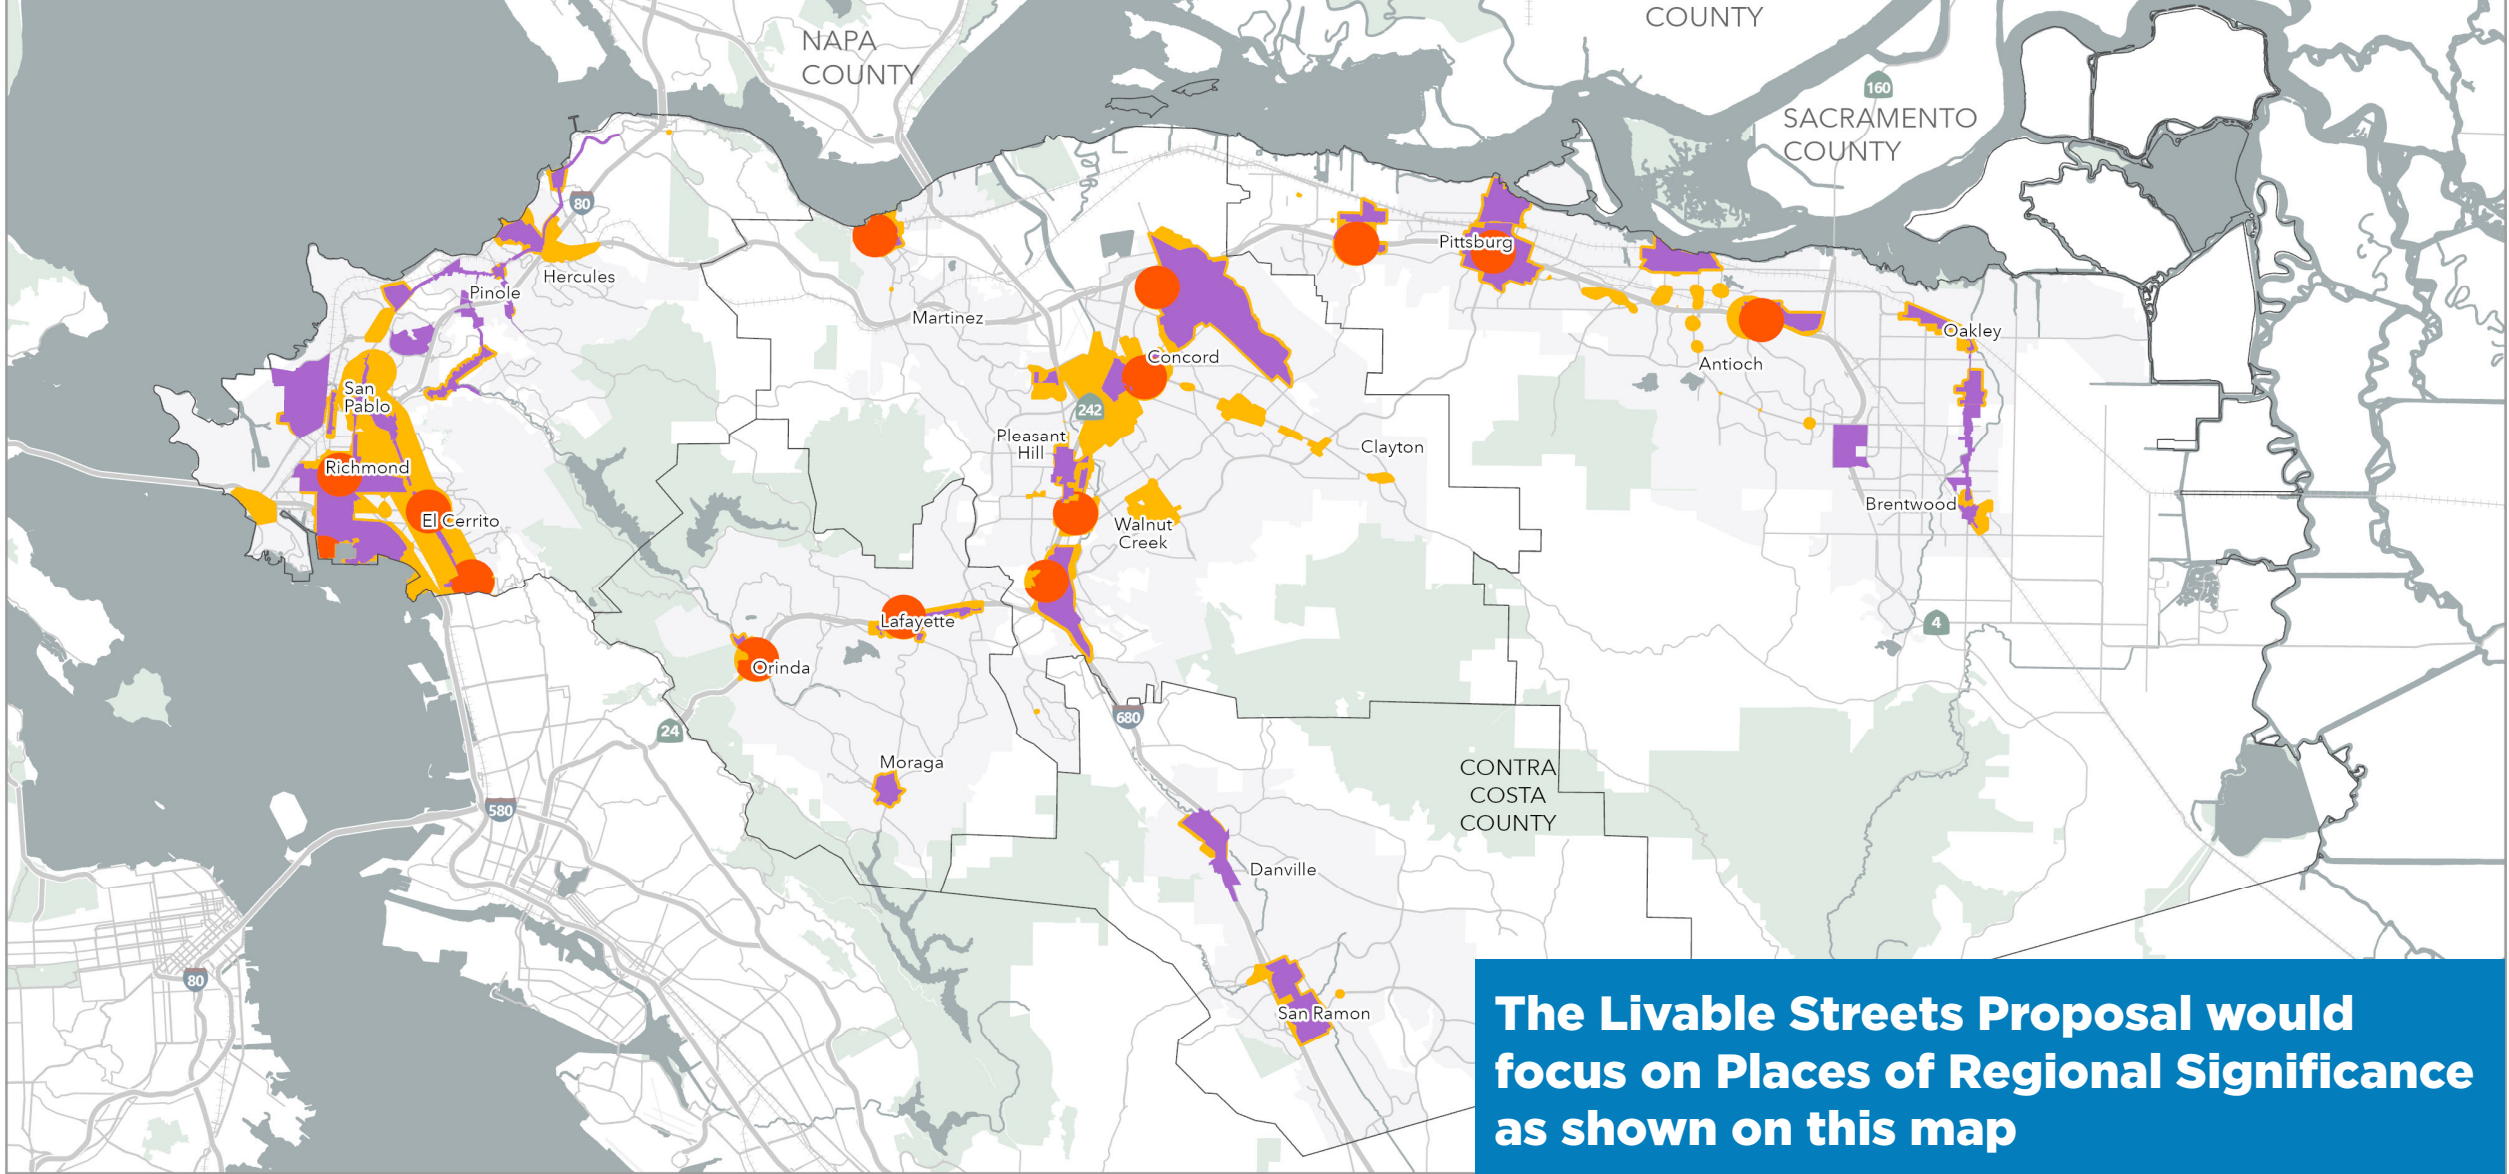 COUNTY
NAPA
COUNTY
160
SACRAMENTO
COUNTY
80
Hercules
Pinole
Martinez
Pittsburg
Oakley
Antioch
Concord
San
Pablo
242
Pleasant
Hill
Clayton
Richmond
El Cerrito
Walnut
Creek
Brentwood
Lafayette
4
Orinda
24
680
Moraga
CONTRA
COSTA
COUNTY
580
Danville
80
San Ramon
The Livable Streets Proposal would
focus on Places of Regional Significance
as shown on this map